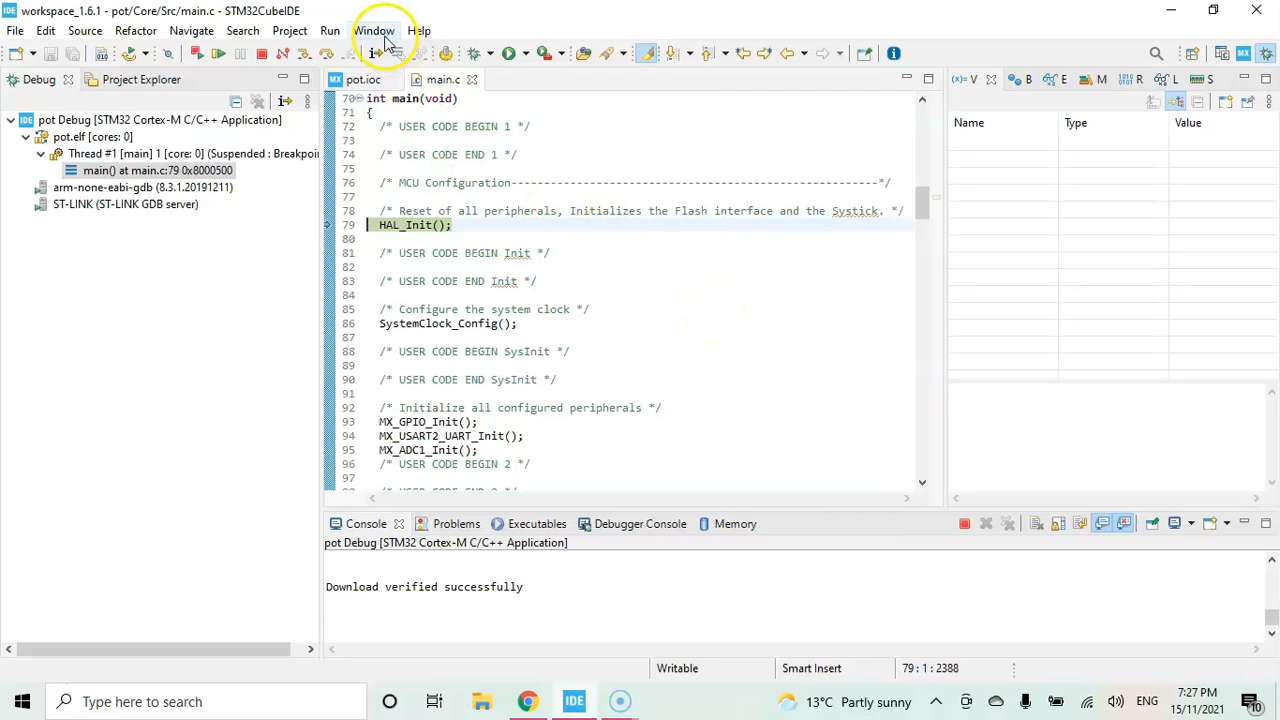 workspace_1.6.1 - pot/Core/Src/main.c - STM32CubeIDE
File Edit Source Refactor Navigate Search Project Run Window Help
Debug Project Explorer
pot Debug [STM32 Cortex-M C/C++ Application]
pot.elf [cores: 0]
Thread #1 [main] 1 [core: 0] (Suspended : Breakpoi
main() at main.c:79 0x8000500
arm-none-eabi-gdb (8.3.1.20191211)
ST-LINK (ST-LINK GDB server)
pot.ioc main.c
70 int main(void)
71 {
72 /* USER CODE BEGIN 1 */
73
74 /* USER CODE END 1 */
75
76 /* MCU Configuration--------------------------------------------------------*/
77
78 /* Reset of all peripherals, Initializes the Flash interface and the Systick. */
79 HAL_Init();
80
81 /* USER CODE BEGIN Init */
82
83 /* USER CODE END Init */
84
85 /* Configure the system clock */
86 SystemClock_Config();
87
88 /* USER CODE BEGIN SysInit */
89
90 /* USER CODE END SysInit */
91
92 /* Initialize all configured peripherals */
93 MX_GPIO_Init();
94 MX_USART2_UART_Init();
95 MX_ADC1_Init();
96 /* USER CODE BEGIN 2 */
97
(x)= V B E M R L S
Name Type Value
Console Problems Executables Debugger Console Memory
pot Debug [STM32 Cortex-M C/C++ Application]
Download verified successfully
Writable Smart Insert 79 : 1 : 2388
Type here to search
IDE
13°C Partly sunny
7:27 PM
15/11/2021
10